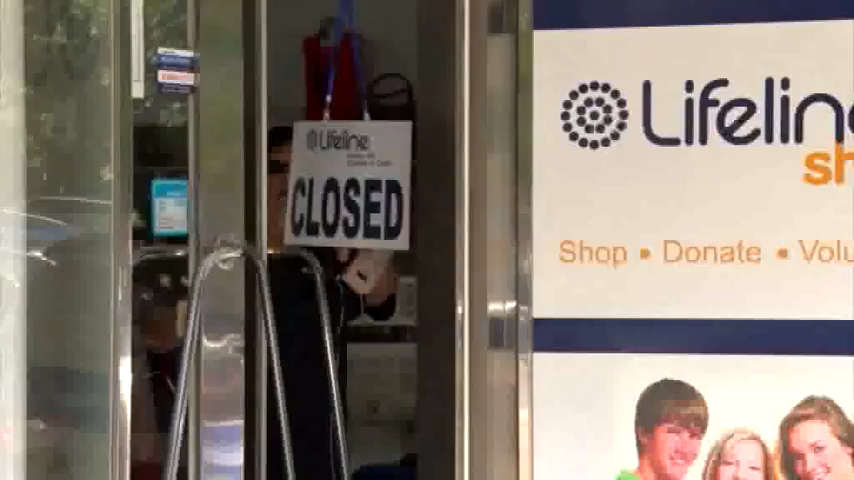 Lifeline
CLOSED
Lifelin
sh
Shop • Donate • Volu